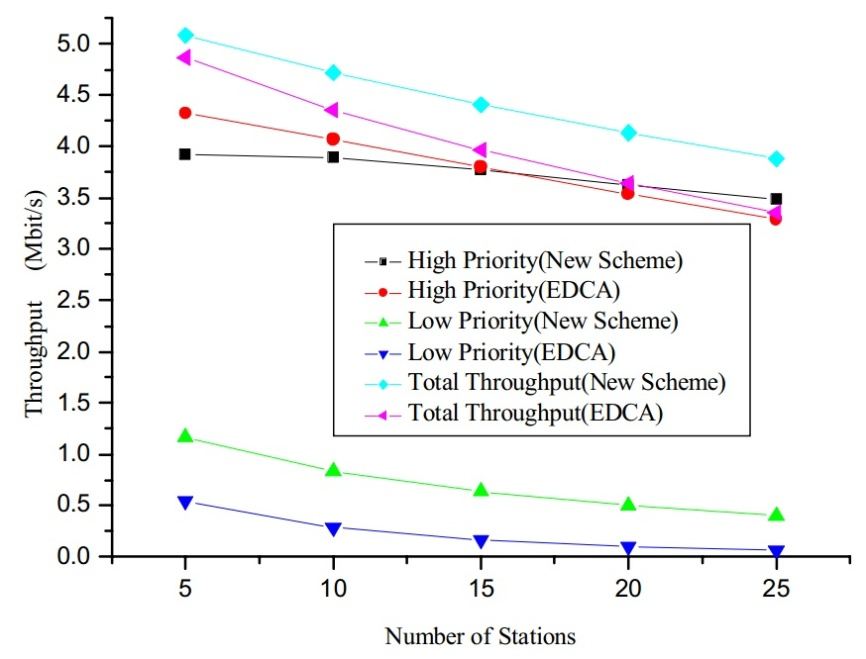 5.0
4.5
4.0
3.5
3.0
2.5
2.0
1.5
1.0
0.5
0.0
Throughput (Mbit/s)
High Priority(New Scheme)
High Priority(EDCA)
Low Priority(New Scheme)
Low Priority(EDCA)
Total Throughput(New Scheme)
Total Throughput(EDCA)
5 10 15 20 25
Number of Stations